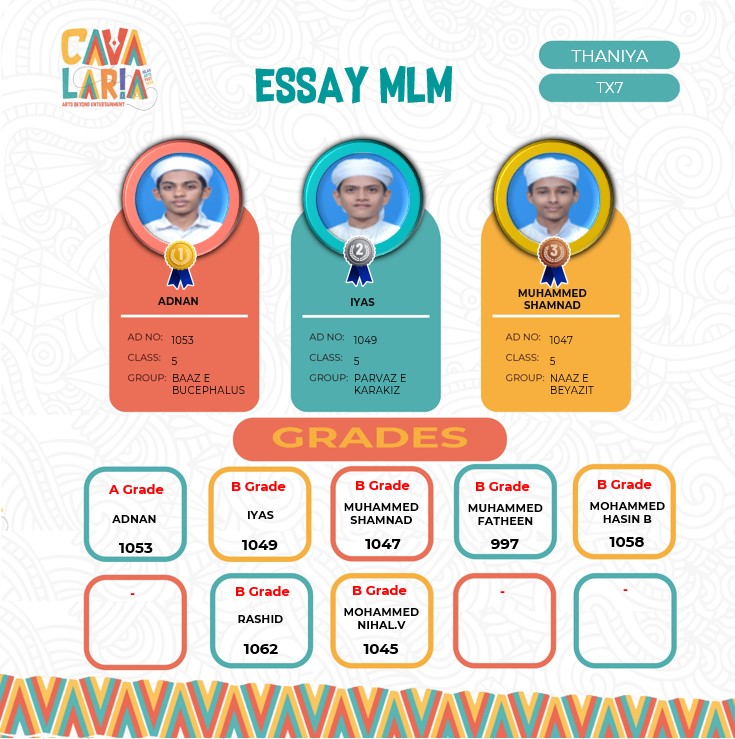 CAVA
LARIA
ARTS BEYOND ENTERTAINMENT
ESSAY MLM
THANIYA
TX7
1
ADNAN
AD NO: 1053
CLASS: 5
GROUP: BAAZ E
BUCEPHALUS
2
IYAS
AD NO: 1049
CLASS: 5
GROUP: PARVAZ E
KARAKIZ
3
MUHAMMED
SHAMNAD
AD NO: 1047
CLASS: 5
GROUP: NAAZ E
BEYAZIT
GRADES
A Grade
ADNAN
1053
B Grade
IYAS
1049
B Grade
MUHAMMED
SHAMNAD
1047
B Grade
MUHAMMED
FATHEEN
997
B Grade
MOHAMMED
HASIN B
1058
-
B Grade
RASHID
1062
B Grade
MOHAMMED
NIHAL.V
1045
-
-